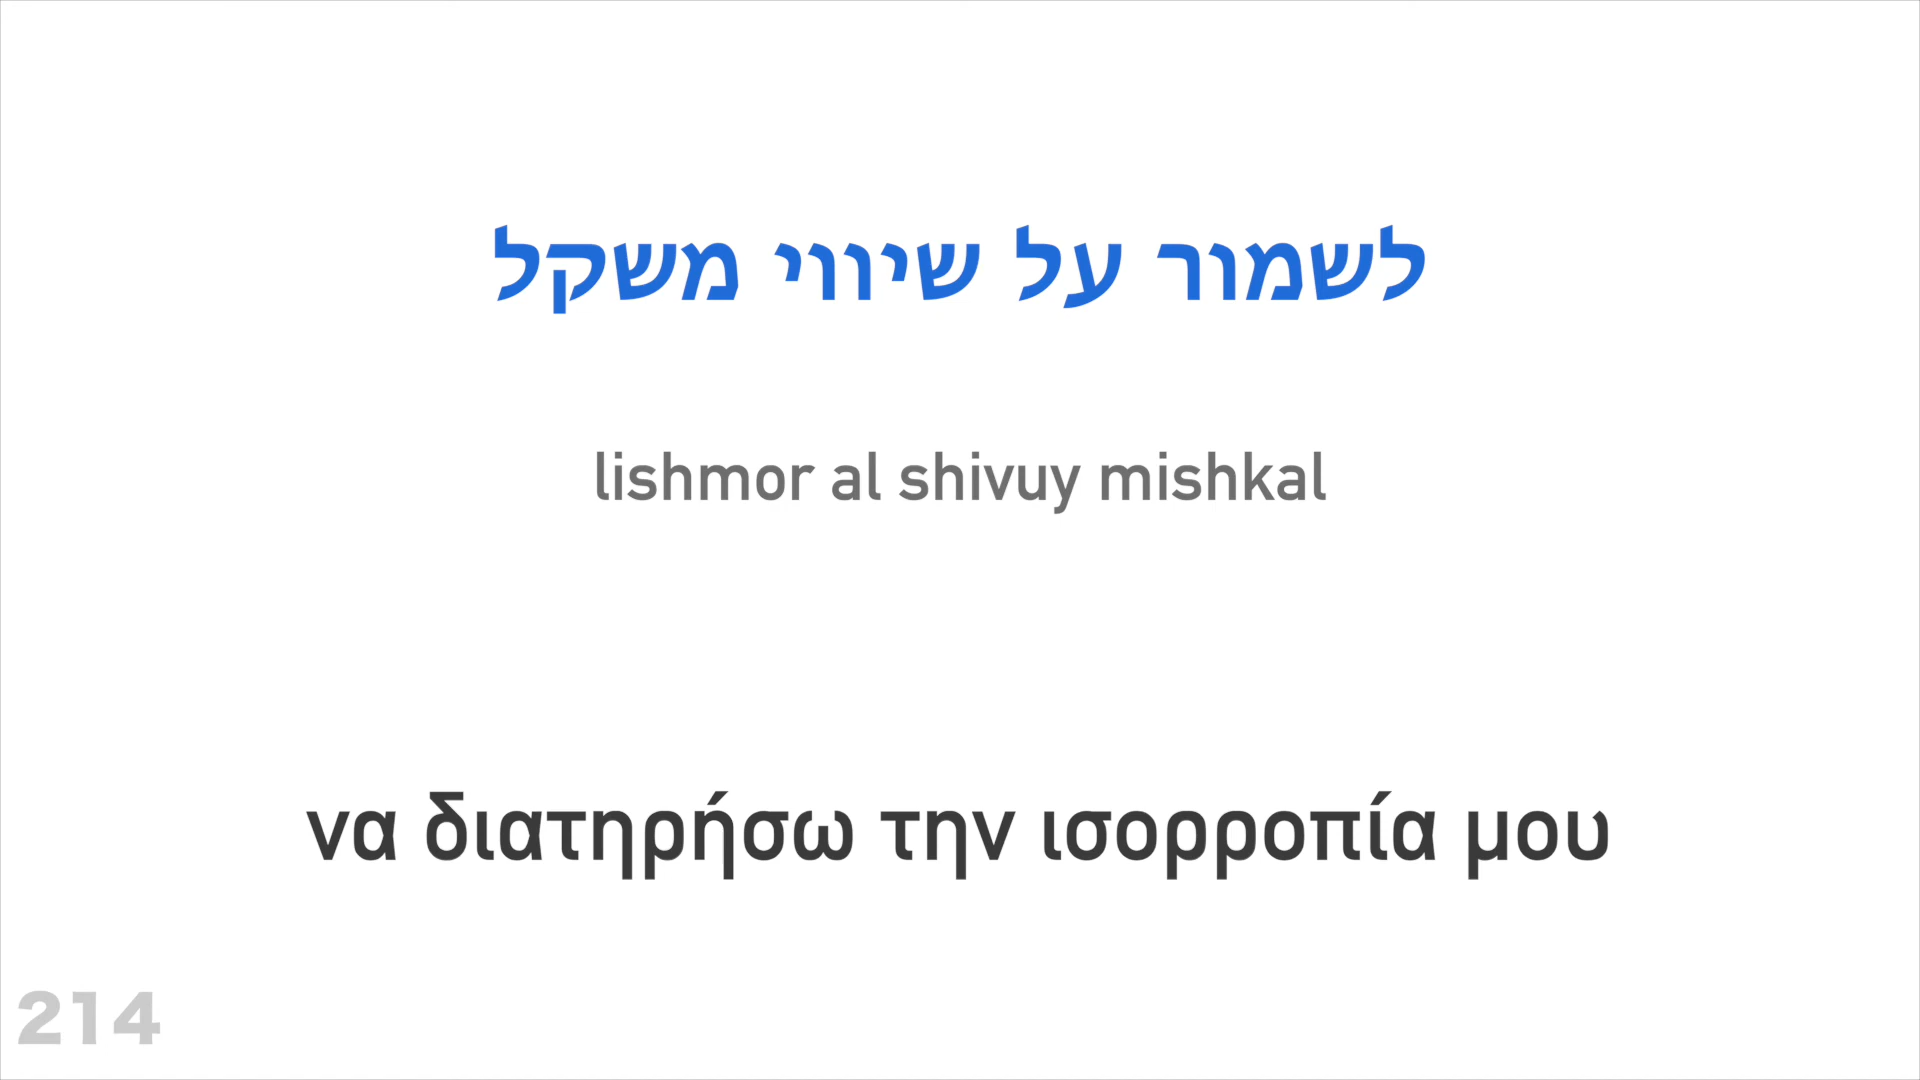 לשמור על שיווי משקל
lishmor al shivuy mishkal
να διατηρήσω την ισορροπία μου
214